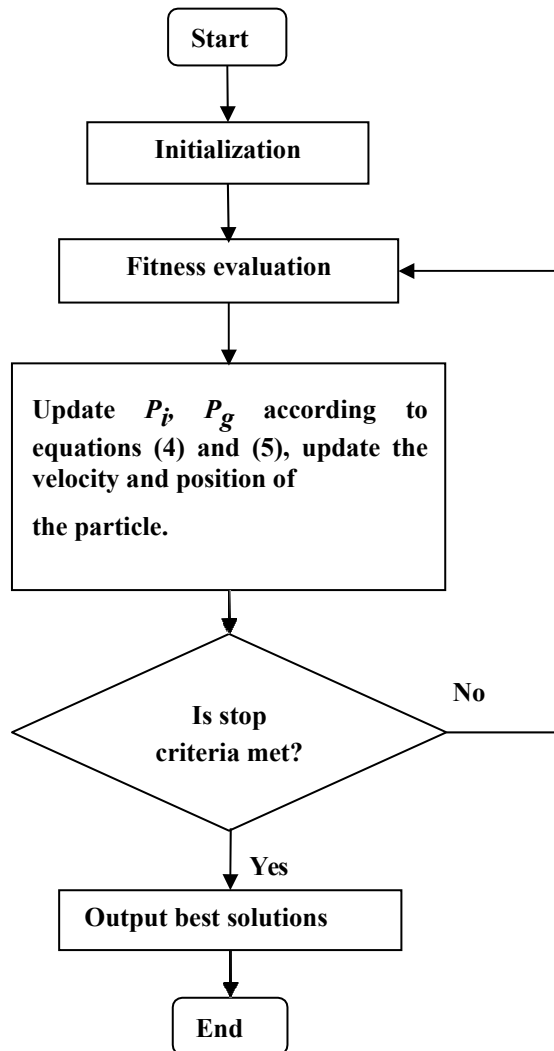 Start
Initialization
Fitness evaluation
Update Pi, Pg according to
equations (4) and (5), update the
velocity and position of
the particle.
Is stop
criteria met?
No
Yes
Output best solutions
End